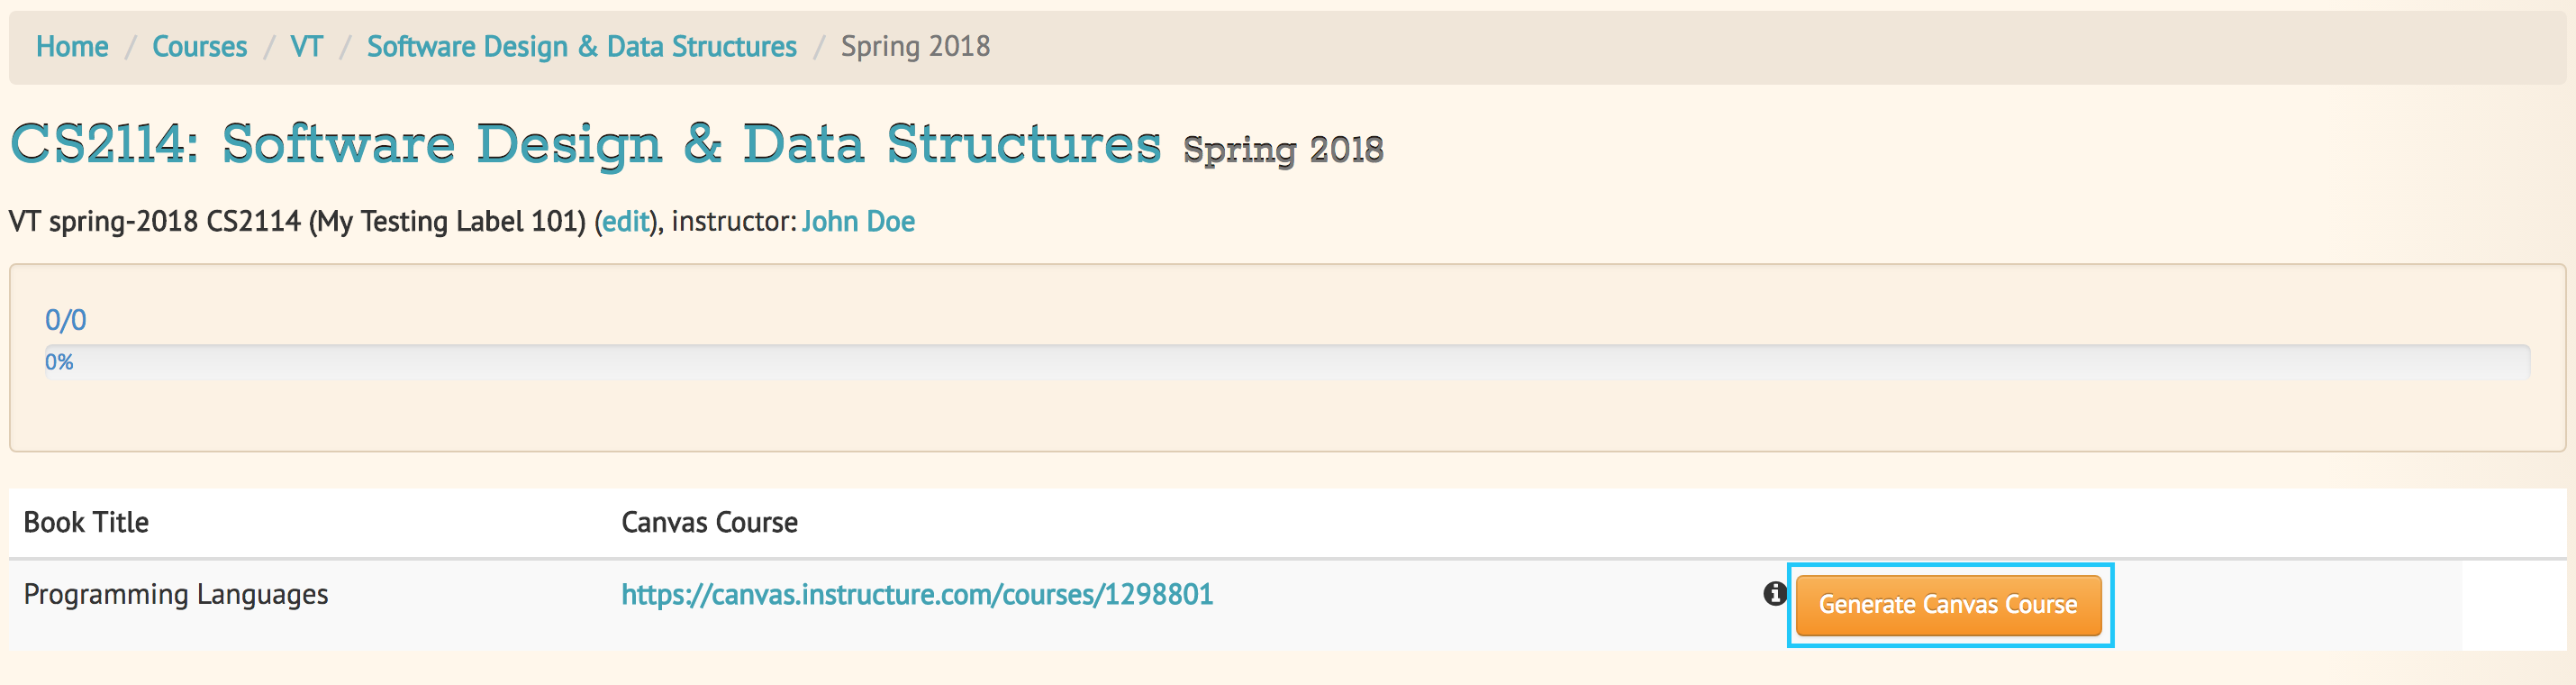 Home / Courses / VT / Software Design & Data Structures / Spring 2018
CS2114: Software Design & Data Structures Spring 2018
VT spring-2018 CS2114 (My Testing Label 101) (edit), instructor: John Doe
0/0
0%
Book Title Canvas Course
Programming Languages https://canvas.instructure.com/courses/1298801 Generate Canvas Course